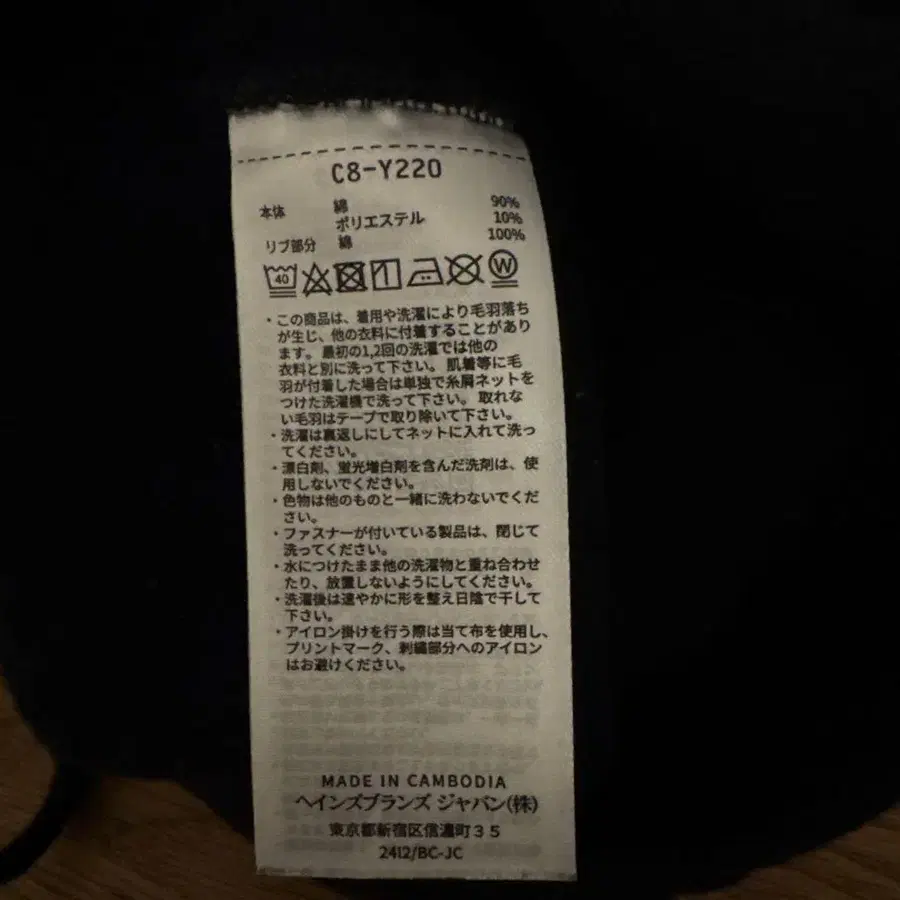 C8-Y220
本体 綿 90%
ポリエステル 10%
リブ部分 綿 100%
40 W
・この商品は、着用や洗濯により毛羽落ち
が生じ、他の衣料に付着することがあり
ます。 最初の1,2回の洗濯では他の
衣料と別に洗って下さい。 肌着等に毛
羽が付着した場合は単独で糸屑ネットを
つけた洗濯機で洗って下さい。 取れな
い毛羽はテープで取り除いて下さい。
・洗濯は裏返しにしてネットに入れて洗っ
てください。
・漂白剤、蛍光増白剤を含んだ洗剤は、使
用しないでください。
・色物は他のものと一緒に洗わないでくだ
さい。
・ファスナーが付いている製品は、閉じて
洗ってください。
・水につけたまま他の洗濯物と重ね合わせ
たり、放置しないようにしてください。
・洗濯後は速やかに形を整え日陰で干して
下さい。
・アイロン掛けを行う際は当て布を使用し、
プリントマーク、刺繍部分へのアイロン
はお避けください。
MADE IN CAMBODIA
ヘインズブランズ ジャパン(株)
東京都新宿区信濃町35
2412/BC-JC